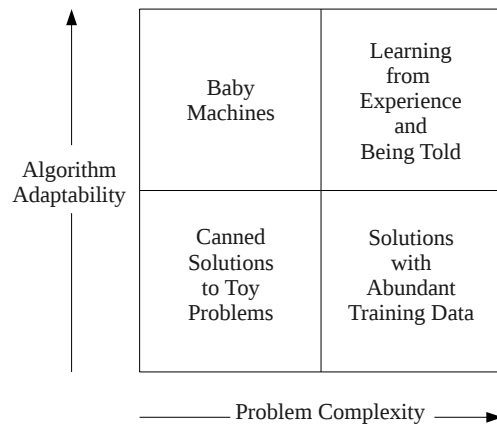 Baby
Machines
Learning
from
Experience
and
Being Told
Algorithm
Adaptability
Canned
Solutions
to Toy
Problems
Solutions
with
Abundant
Training Data
Problem Complexity